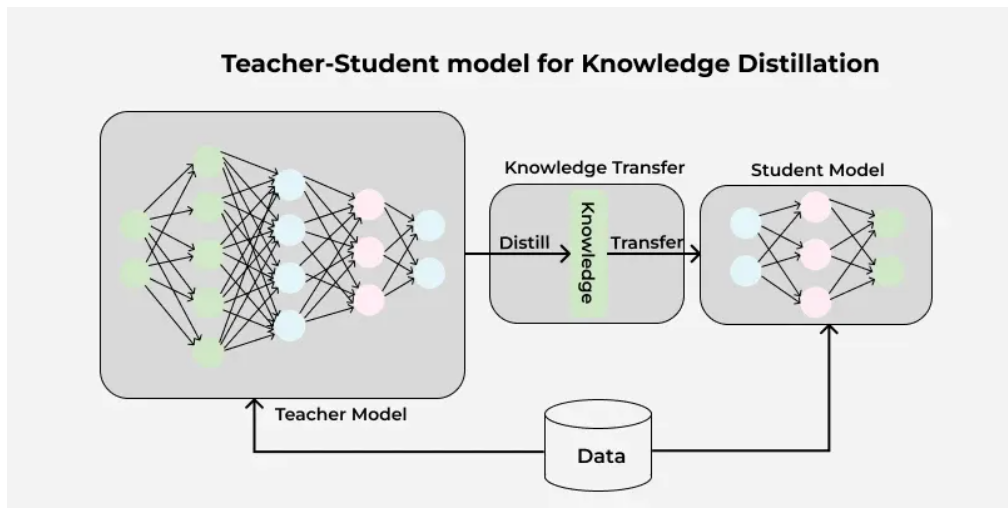 Teacher-Student model for Knowledge Distillation
Knowledge Transfer
Student Model
Distill
Knowledge
Transfer
Teacher Model
Data